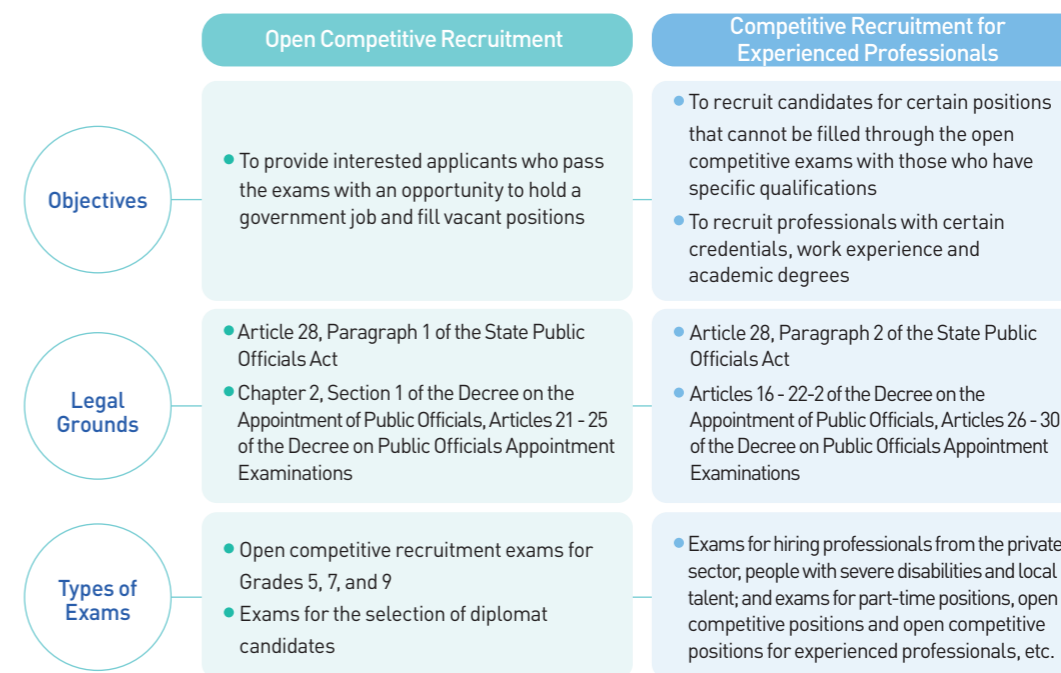 Open Competitive Recruitment
Competitive Recruitment for
Experienced Professionals
Objectives
• To provide interested applicants who pass
the exams with an opportunity to hold a
government job and fill vacant positions
• To recruit candidates for certain positions
that cannot be filled through the open
competitive exams with those who have
specific qualifications
• To recruit professionals with certain
credentials, work experience and
academic degrees
Legal
Grounds
• Article 28, Paragraph 1 of the State Public
Officials Act
• Chapter 2, Section 1 of the Decree on the
Appointment of Public Officials, Articles 21 - 25
of the Decree on Public Officials Appointment
Examinations
• Article 28, Paragraph 2 of the State Public
Officials Act
• Articles 16 - 22-2 of the Decree on the
Appointment of Public Officials, Articles 26 - 30
of the Decree on Public Officials Appointment
Examinations
Types of
Exams
• Open competitive recruitment exams for
Grades 5, 7, and 9
• Exams for the selection of diplomat
candidates
• Exams for hiring professionals from the private
sector, people with severe disabilities and local
talent; and exams for part-time positions, open
competitive positions and open competitive
positions for experienced professionals, etc.